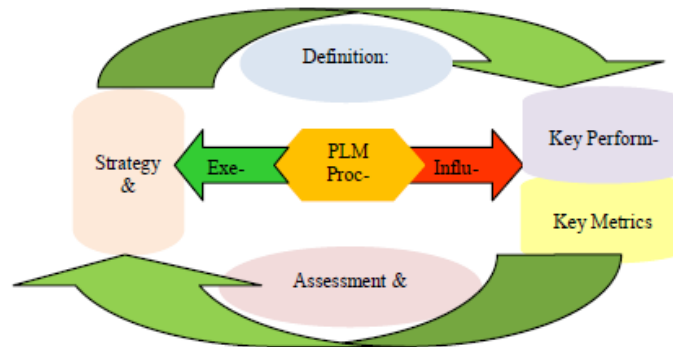 Definition:
Strategy
&
Exe-
PLM
Proc-
Influ-
Key Perform-
Key Metrics
Assessment &